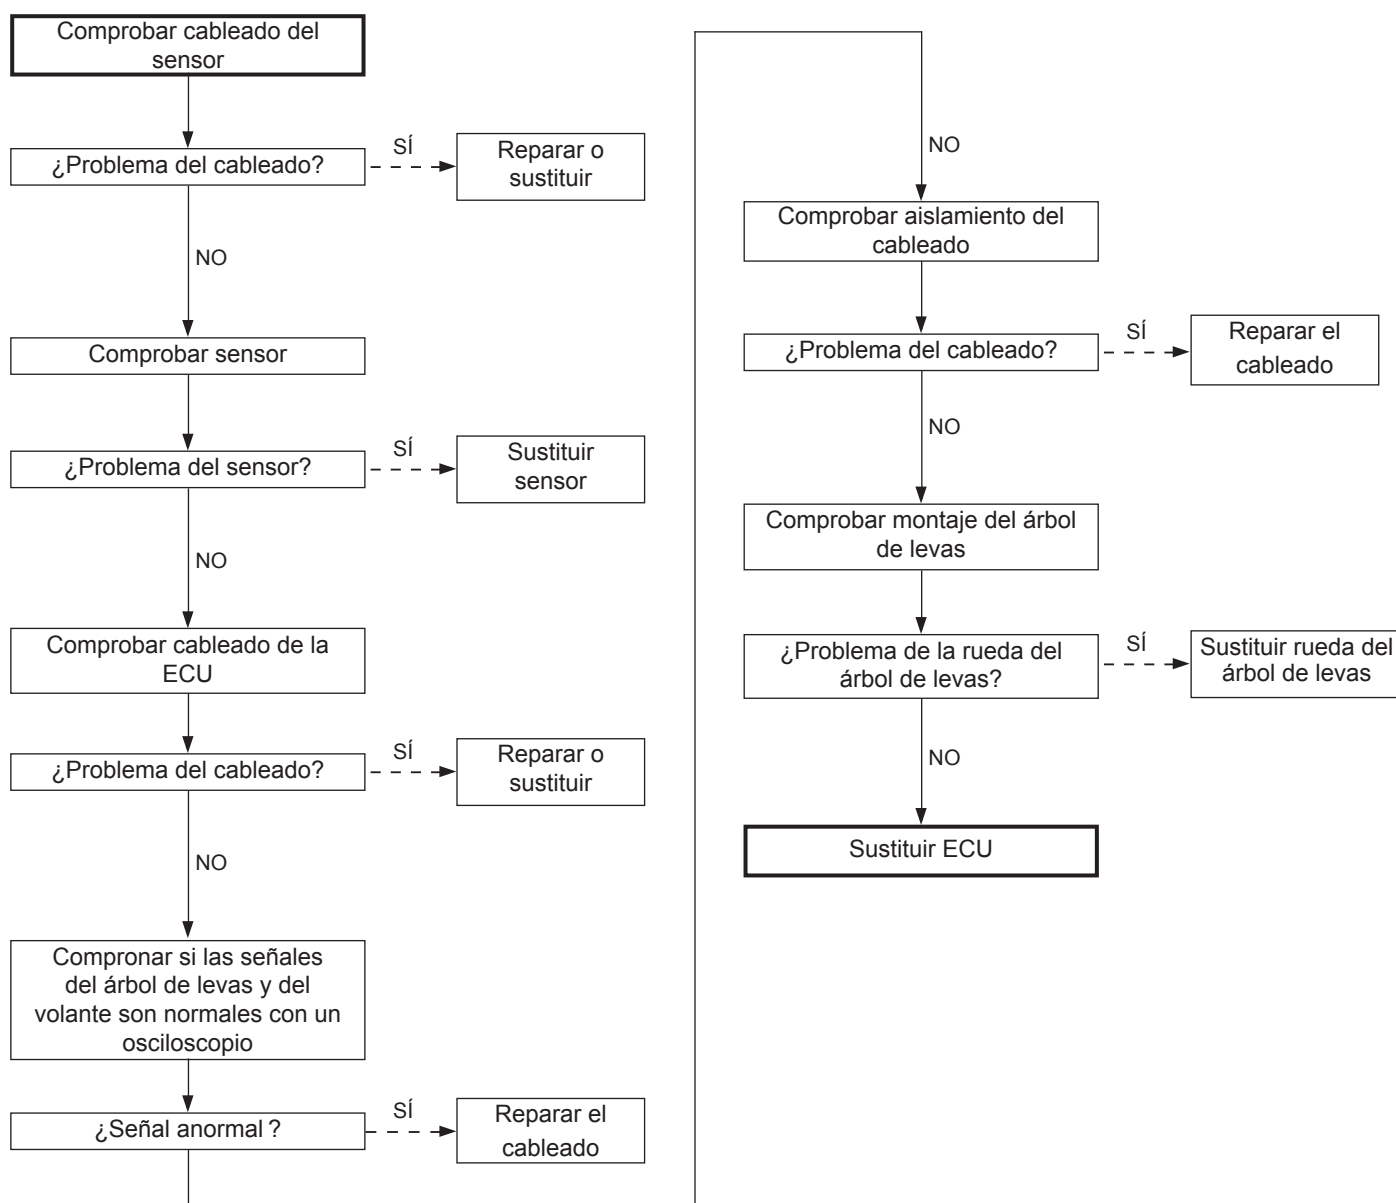 Comprobar cableado del
sensor
¿Problema del cableado?
SÍ
Reparar o
sustituir
NO
Comprobar sensor
¿Problema del sensor?
SÍ
Sustituir
sensor
NO
Comprobar cableado de la
ECU
¿Problema del cableado?
SÍ
Reparar o
sustituir
NO
Compronar si las señales
del árbol de levas y del
volante son normales con un
osciloscopio
¿Señal anormal ?
SÍ
Reparar el
cableado
NO
Comprobar aislamiento del
cableado
¿Problema del cableado?
SÍ
Reparar el
cableado
NO
Comprobar montaje del árbol
de levas
¿Problema de la rueda del
árbol de levas?
SÍ
Sustituir rueda del
árbol de levas
NO
Sustituir ECU